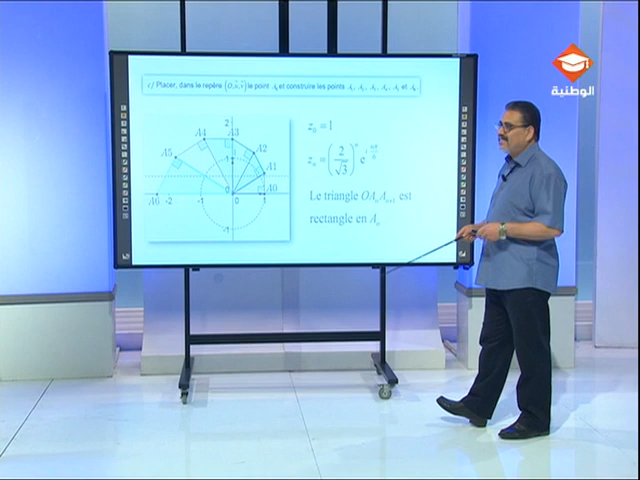 c/ Placer, dans le repère (O, u, v) le point A₀ et construire les points A₁, A₂, A₃, A₄, A₅ et A₆
الوطنية
2
A4 A3
A5 A2
1 A1
0 A0
A6 -2 -1 0 1
-1
z₀ = 1
zₙ = (2/√3)ⁿ e^(i nπ/6)
Le triangle OAₙAₙ₊₁ est
rectangle en Aₙ